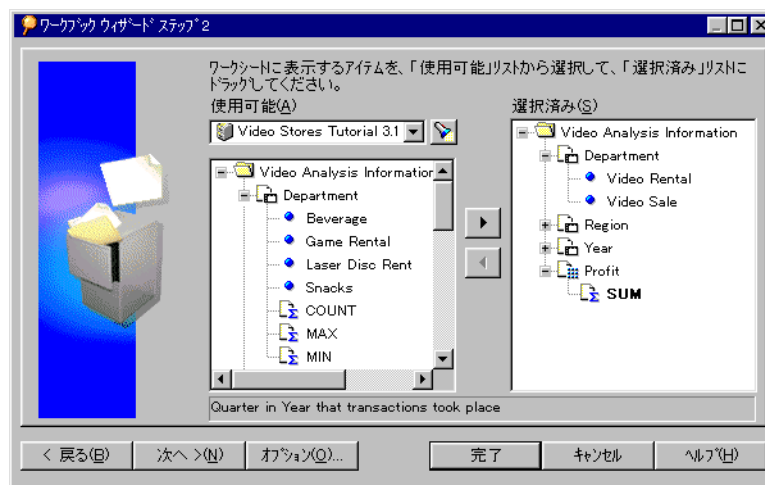 ワークブック ウィザード ステップ2
ワークシートに表示するアイテムを、「使用可能」リストから選択して、「選択済み」リストに
ドラッグしてください。
使用可能(A)
Video Stores Tutorial 3.1
Video Analysis Information
Department
Beverage
Game Rental
Laser Disc Rent
Snacks
COUNT
MAX
MIN
選択済み(S)
Video Analysis Information
Department
Video Rental
Video Sale
Region
Year
Profit
SUM
Quarter in Year that transactions took place
< 戻る(B)
次へ >(N)
オプション(O)...
完了
キャンセル
ヘルプ(H)